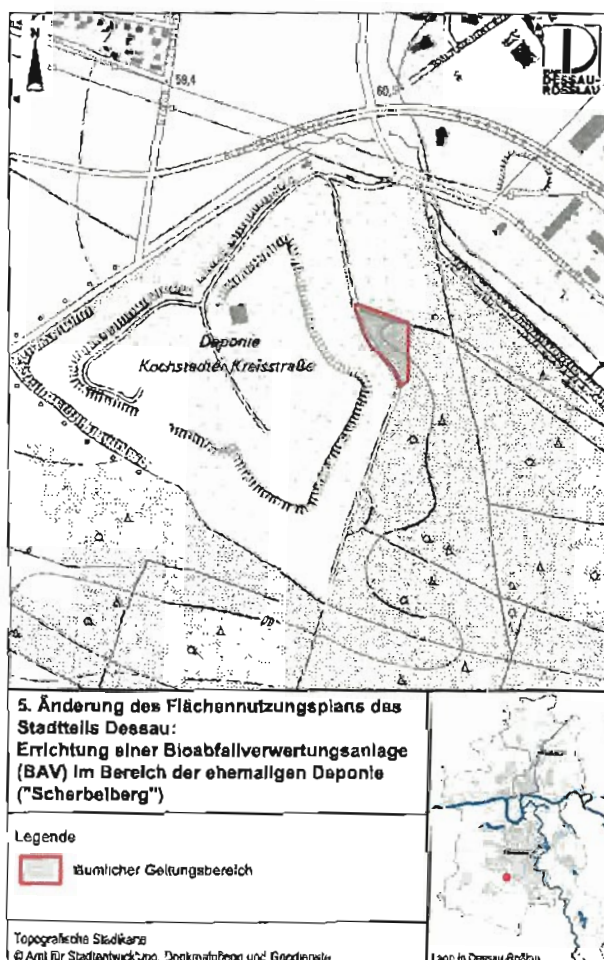 N
59,4
60,5
DESSAU-
ROSSLAU
Deponie
Kochstedter Kreisstraße
5. Änderung des Flächennutzungsplans des
Stadtteils Dessau:
Errichtung einer Bioabfallverwertungsanlage
(BAV) im Bereich der ehemaligen Deponie
("Scherbelberg")
Legende
räumlicher Geltungsbereich
Topografische Stadtkarte
© Amt für Stadtentwicklung, Denkmalpflege und Geodienste
Lage in Dessau-Roßlau